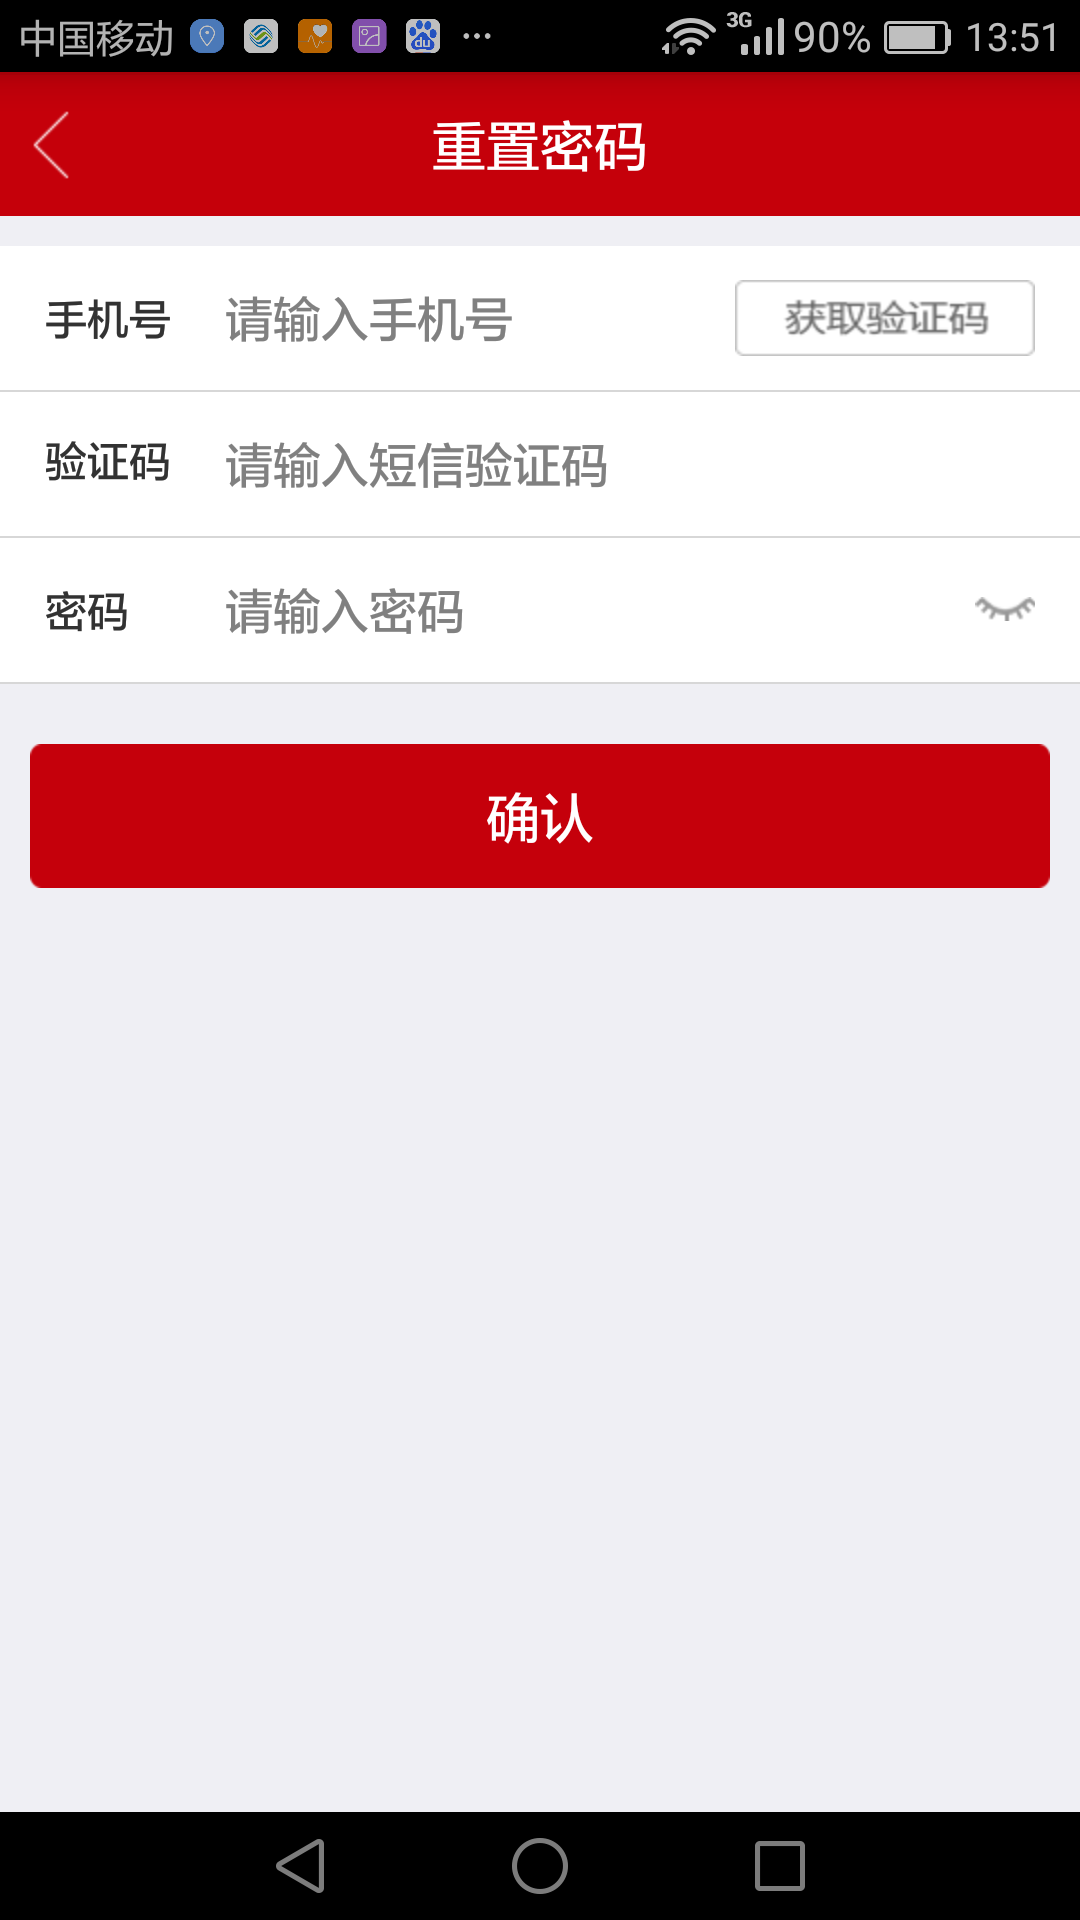 中国移动 du ... 3G 90% 13:51
重置密码
手机号 请输入手机号 获取验证码
验证码 请输入短信验证码
密码 请输入密码
确认